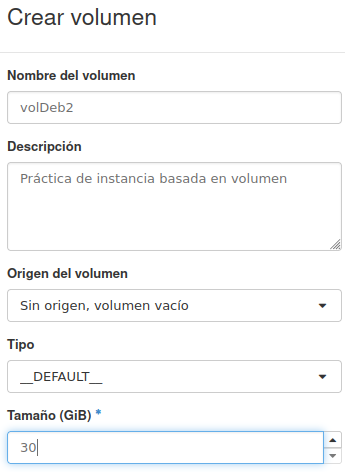 Crear volumen
Nombre del volumen
volDeb2
Descripción
Práctica de instancia basada en volumen
Origen del volumen
Sin origen, volumen vacío
Tipo
__DEFAULT__
Tamaño (GiB) *
30